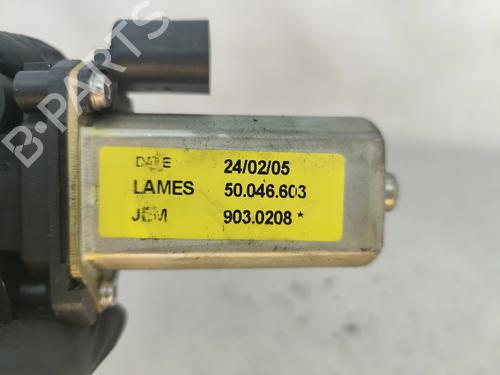 B-PARTS
DATE 24/02/05
LAMES 50.046.603
JEM 903.0208 *